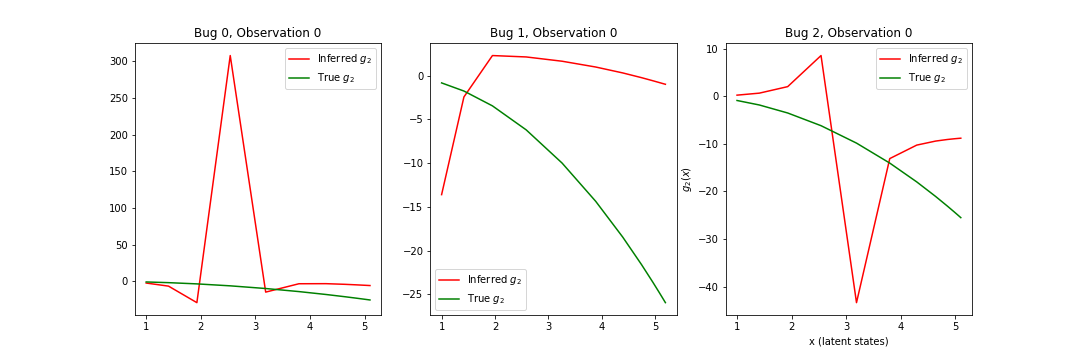 Bug 0, Observation 0
300
250
200
150
100
50
0
1 2 3 4 5
Inferred g₂
True g₂
Bug 1, Observation 0
0
−5
−10
−15
−20
−25
1 2 3 4 5
Inferred g₂
True g₂
Bug 2, Observation 0
g₂(x)
10
0
−10
−20
−30
−40
1 2 3 4 5
x (latent states)
Inferred g₂
True g₂